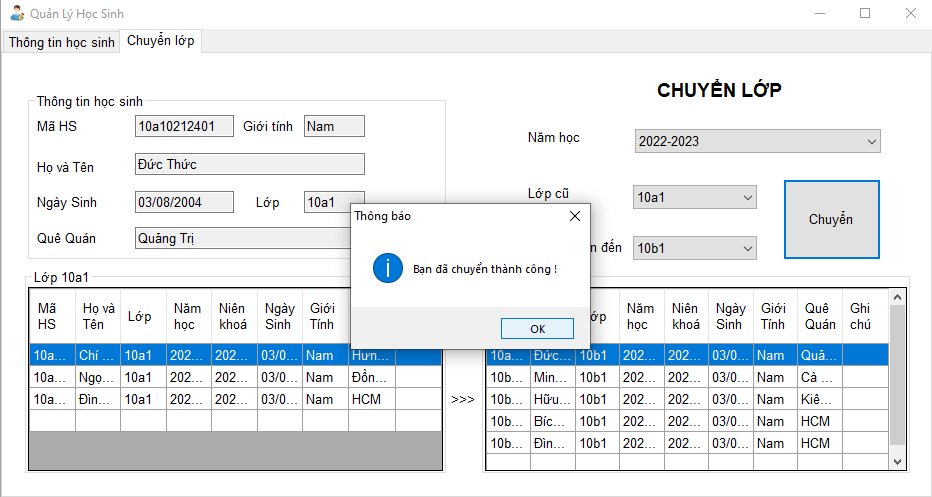 Quản Lý Học Sinh
Thông tin học sinh Chuyển lớp
CHUYỂN LỚP
Thông tin học sinh
Mã HS 10a10212401 Giới tính Nam
Năm học 2022-2023
Họ và Tên Đức Thức
Ngày Sinh 03/08/2004 Lớp 10a1
Lớp cũ 10a1
Chuyển
Quê Quán Quảng Trị
n đến 10b1
Thông báo
Bạn đã chuyển thành công !
OK
Lớp 10a1
Mã HS Họ và Tên Lớp Năm học Niên khoá Ngày Sinh Giới Tính
10a... Chí ... 10a1 202... 202... 03/0... Nam Hưn...
10a... Ngọ... 10a1 202... 202... 03/0... Nam Đồn...
10a... Đìn... 10a1 202... 202... 03/0... Nam HCM
>>>
ớp Năm học Niên khoá Ngày Sinh Giới Tính Quê Quán Ghi chú
10a... Đức... 10b1 202... 202... 03/0... Nam Quả...
10b... Min... 10b1 202... 202... 03/0... Nam Cà ...
10b... Hữu... 10b1 202... 202... 03/0... Nam Kiê...
10b... Bíc... 10b1 202... 202... 03/0... Nam HCM
10b... Đìn... 10b1 202... 202... 03/0... Nam HCM